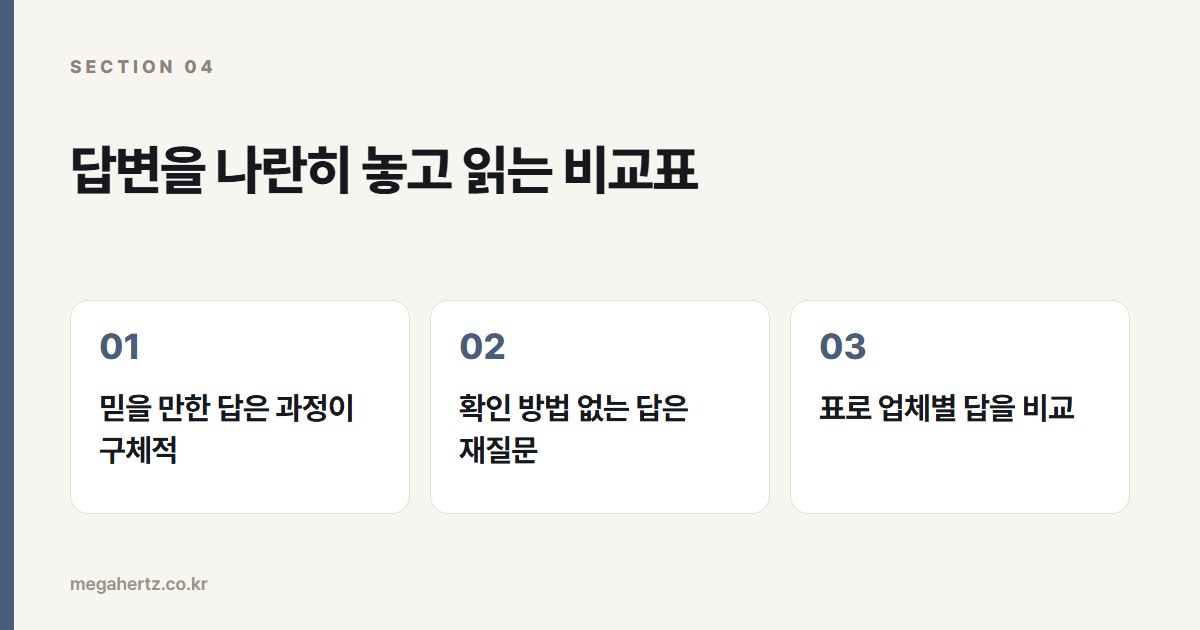 SECTION 04
답변을 나란히 놓고 읽는 비교표
01
믿을 만한 답은 과정이
구체적
02
확인 방법 없는 답은
재질문
03
표로 업체별 답을 비교
megahertz.co.kr